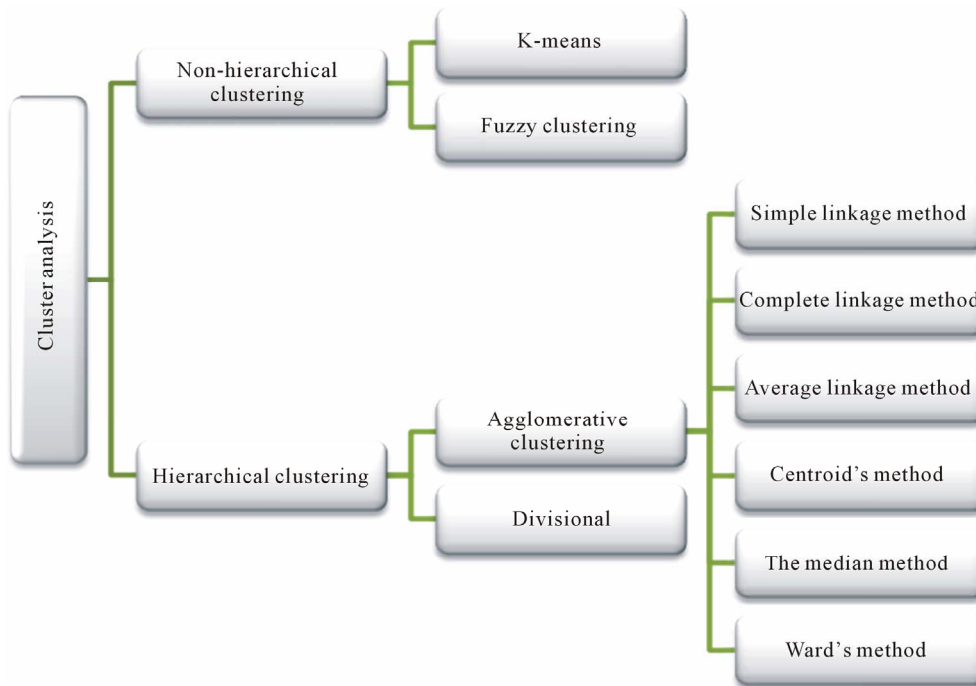 Cluster analysis
Non-hierarchical
clustering
K-means
Fuzzy clustering
Hierarchical clustering
Agglomerative
clustering
Divisional
Simple linkage method
Complete linkage method
Average linkage method
Centroid's method
The median method
Ward's method